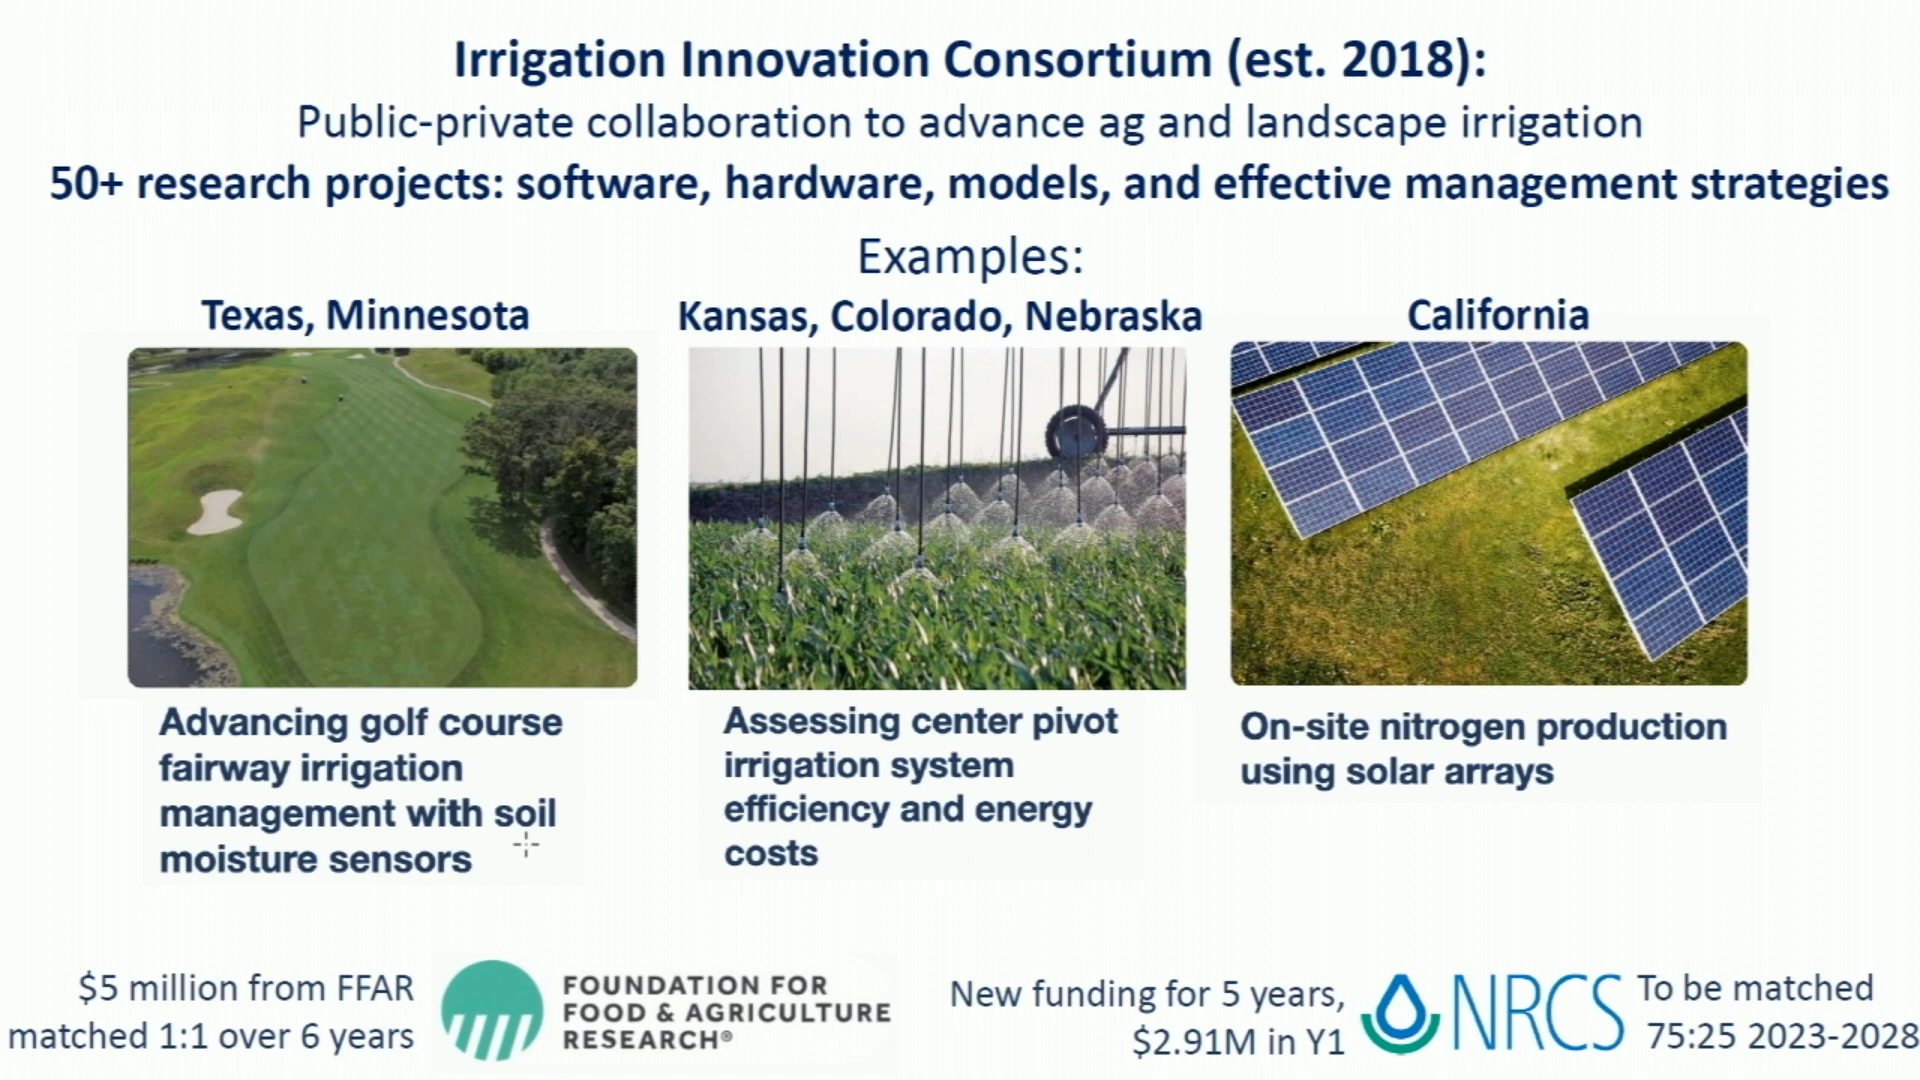 Irrigation Innovation Consortium (est. 2018):
Public-private collaboration to advance ag and landscape irrigation
50+ research projects: software, hardware, models, and effective management strategies
Examples:
Texas, Minnesota
Advancing golf course
fairway irrigation
management with soil
moisture sensors
Kansas, Colorado, Nebraska
Assessing center pivot
irrigation system
efficiency and energy
costs
California
On-site nitrogen production
using solar arrays
$5 million from FFAR
matched 1:1 over 6 years
FOUNDATION FOR
FOOD & AGRICULTURE
RESEARCH®
New funding for 5 years,
$2.91M in Y1
NRCS
To be matched
75:25 2023-2028